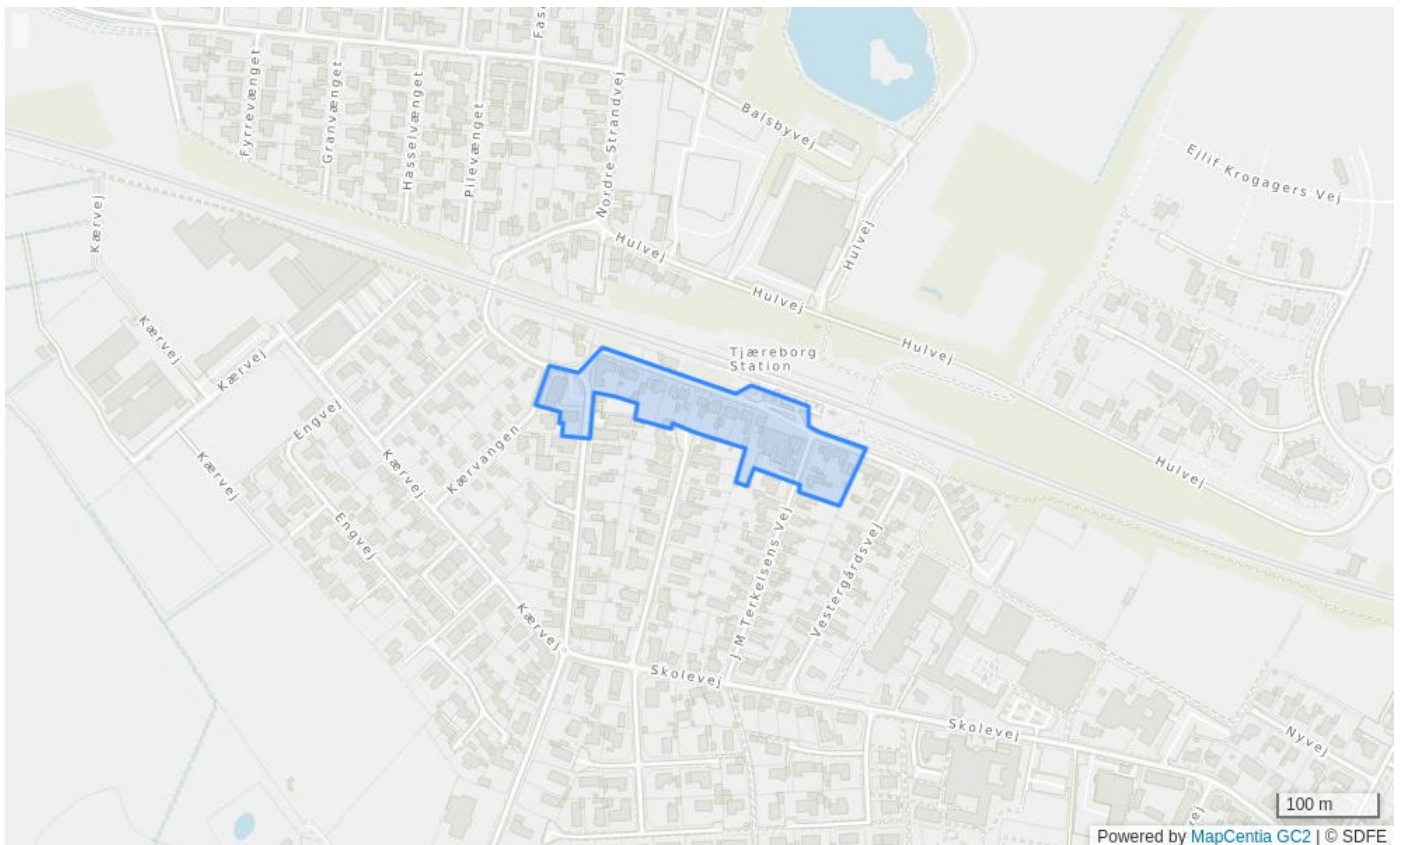 Fyrrevænget
Granvænget
Hasselvænget
Pilevænget
Fas
Nordre Strandvej
Balsbyvej
Ejlif Krogagers Vej
Kærvej
Hulvej
Hulvej
Hulvej
Hulvej
Tjæreborg
Station
Kærvej
Kærvej
Engvej
Kærvangen
Kærvej
Kærvej
Engvej
Hulvej
J M Terkelsens Vej
Vestergårdsvej
Kærvej
Skolevej
Skolevej
Nyvej
vej
100 m
Powered by MapCentia GC2 | © SDFE